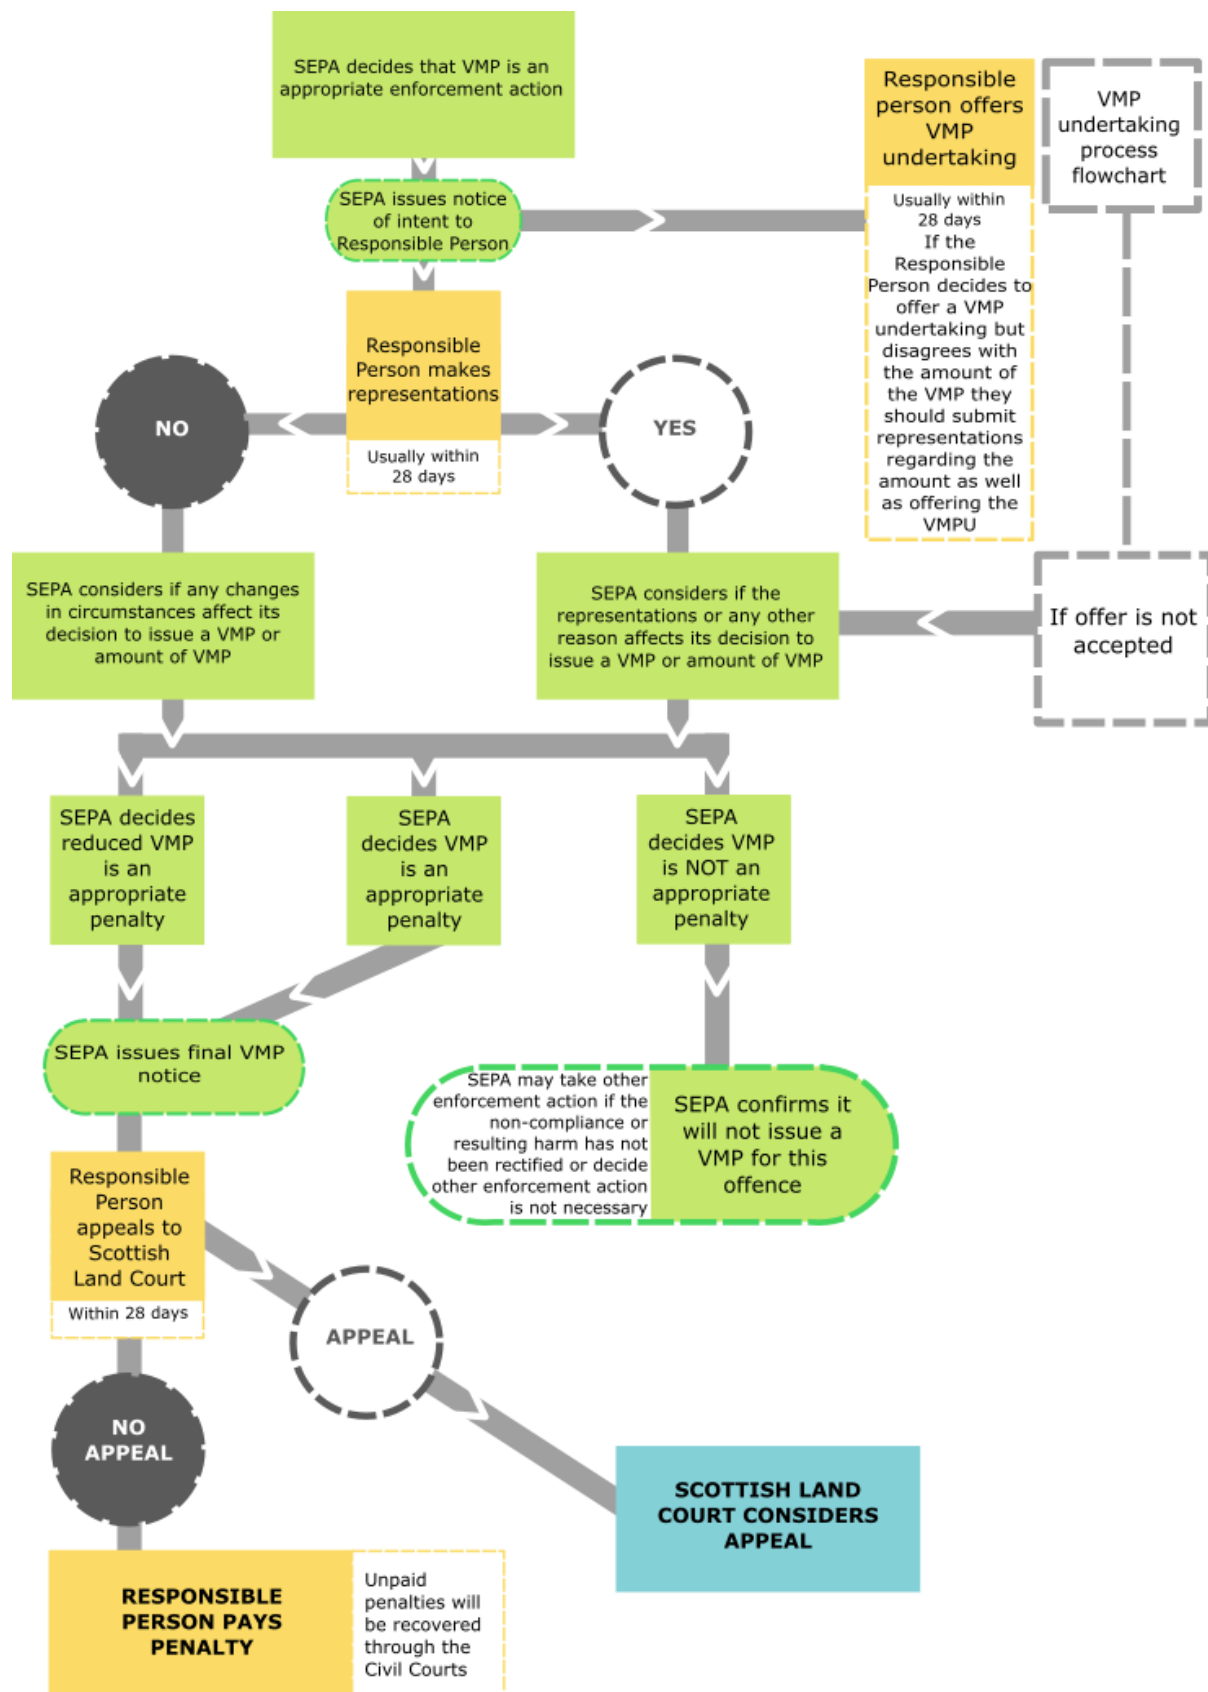 SEPA decides that VMP is an
appropriate enforcement action
SEPA issues notice
of intent to
Responsible Person
Responsible
person offers
VMP
undertaking
Usually within
28 days
If the
Responsible
Person decides to
offer a VMP
undertaking but
disagrees with
the amount of
the VMP they
should submit
representations
regarding the
amount as well
as offering the
VMPU
VMP
undertaking
process
flowchart
Responsible
Person makes
representations
Usually within
28 days
NO
YES
SEPA considers if any changes
in circumstances affect its
decision to issue a VMP or
amount of VMP
SEPA considers if the
representations or any other
reason affects its decision to
issue a VMP or amount of VMP
If offer is not
accepted
SEPA decides
reduced VMP
is an
appropriate
penalty
SEPA
decides VMP
is an
appropriate
penalty
SEPA
decides VMP
is NOT an
appropriate
penalty
SEPA issues final VMP
notice
SEPA may take other
enforcement action if the
non-compliance or
resulting harm has not
been rectified or decide
other enforcement action
is not necessary
SEPA confirms it
will not issue a
VMP for this
offence
Responsible
Person
appeals to
Scottish
Land Court
Within 28 days
APPEAL
NO
APPEAL
SCOTTISH LAND
COURT CONSIDERS
APPEAL
RESPONSIBLE
PERSON PAYS
PENALTY
Unpaid
penalties will
be recovered
through the
Civil Courts